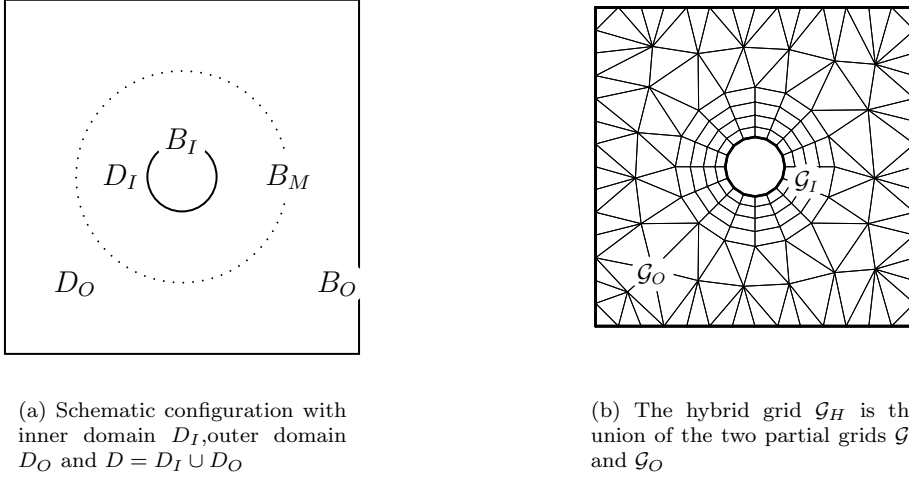 B_I
D_I
B_M
D_O
B_O
G_I
G_O
(a) Schematic configuration with
inner domain D_I,outer domain
D_O and D = D_I ∪ D_O
(b) The hybrid grid G_H is th
union of the two partial grids G
and G_O